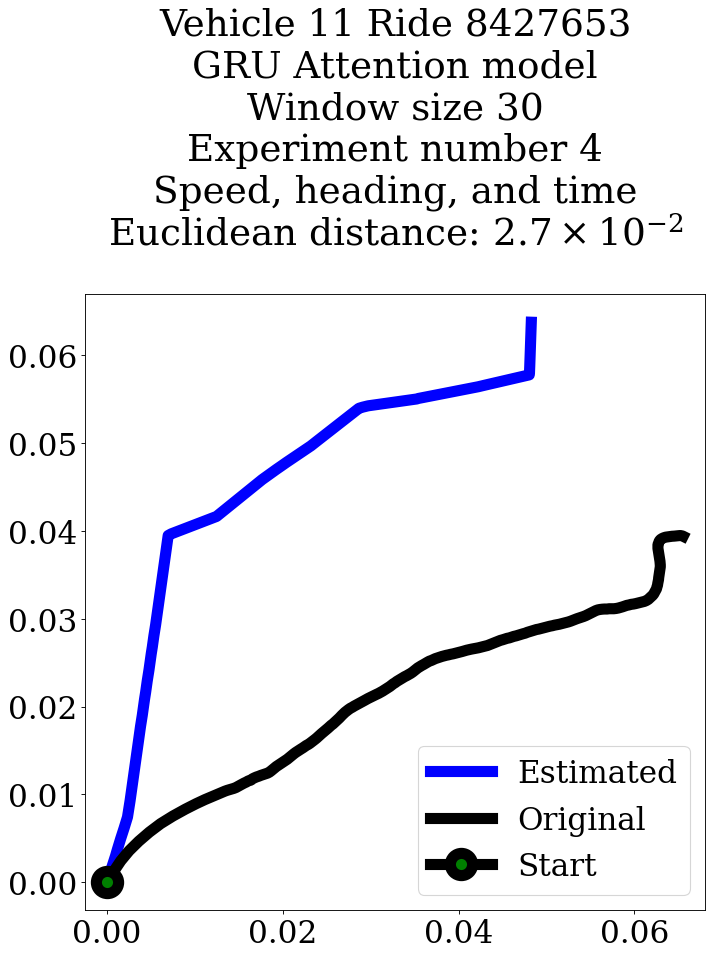 Vehicle 11 Ride 8427653
GRU Attention model
Window size 30
Experiment number 4
Speed, heading, and time
Euclidean distance: 2.7 × 10⁻²
0.06
0.05
0.04
0.03
0.02
0.01
0.00
Estimated
Original
Start
0.00 0.02 0.04 0.06